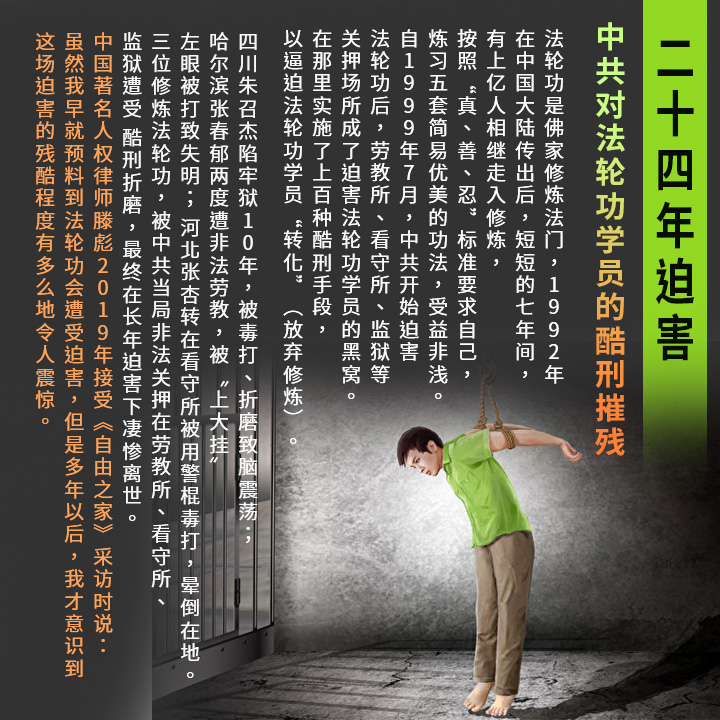 二十四年迫害
中共对法轮功学员的酷刑摧残
法轮功是佛家修炼法门，1992年
在中国大陆传出后，短短的七年间，
有上亿人相继走入修炼，
按照〝真、善、忍〞标准要求自己，
炼习五套简易优美的功法，受益非浅。
自1999年7月，中共开始迫害
法轮功后，劳教所、看守所、监狱等
关押场所成了迫害法轮功学员的黑窝。
在那里实施了上百种酷刑手段，
以逼迫法轮功学员〝转化〞（放弃修炼）。
四川朱召杰陷牢狱10年，被毒打、折磨致脑震荡；
哈尔滨张春郁两度遭非法劳教，被〝上大挂〞
左眼被打致失明；河北张杏转在看守所被用警棍毒打，晕倒在地。
三位修炼法轮功，被中共当局非法关押在劳教所、看守所、
监狱遭受 酷刑折磨，最终在长年迫害下凄惨离世。
中国著名人权律师滕彪2019年接受《自由之家》采访时说：
虽然我早就预料到法轮功会遭受迫害，但是多年以后，我才意识到
这场迫害的残酷程度有多么地令人震惊。